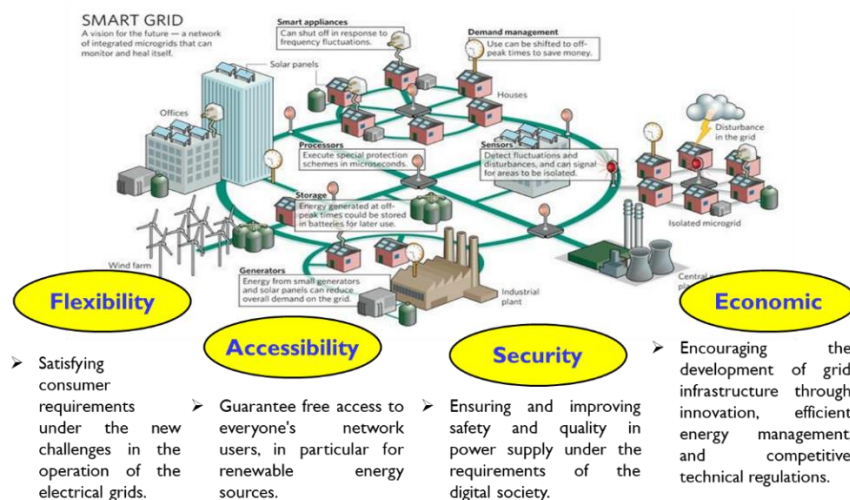 SMART GRID
A vision for the future — a network
of integrated microgrids that can
monitor and heal itself.
Smart appliances
Can shut off in response to
frequency fluctuations.
Demand management
Use can be shifted to off-
peak times to save money.
Solar panels
Houses
Offices
Disturbance
in the grid
Processors
Execute special protection
schemes in microseconds.
Sensors
Detect fluctuations and
disturbances, and can signal
for areas to be isolated.
Storage
Energy generated at off-
peak times could be stored
in batteries for later use.
Isolated microgrid
Wind farm
Generators
Energy from small generators
and solar panels can reduce
overall demand on the grid.
Industrial
plant
Central
Flexibility
➤ Satisfying
consumer
requirements
under the new
challenges in the
operation of the
electrical grids.
Accessibility
➤ Guarantee free access to
everyone's network
users, in particular for
renewable energy
sources.
Security
➤ Ensuring and improving
safety and quality in
power supply under the
requirements of the
digital society.
Economic
➤ Encouraging the
development of grid
infrastructure through
innovation, efficient
energy management,
and competitive
technical regulations.